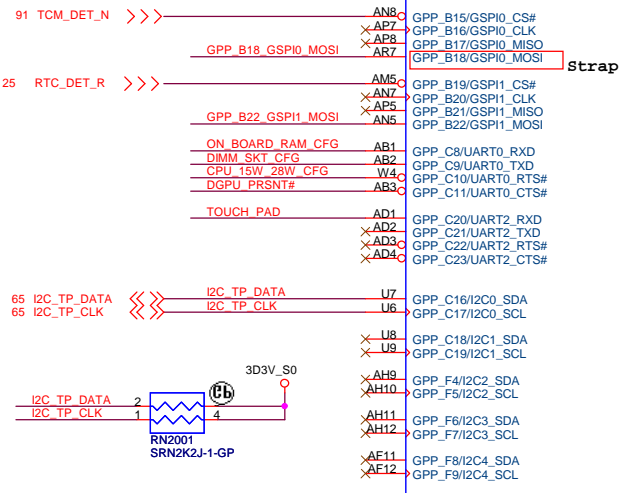 91 TCM_DET_N AN8 GPP_B15/GSPI0_CS#
AP7 GPP_B16/GSPI0_CLK
AP8 GPP_B17/GSPI0_MISO
GPP_B18_GSPI0_MOSI AR7 GPP_B18/GSPI0_MOSI Strap
25 RTC_DET_R AM5 GPP_B19/GSPI1_CS#
AN7 GPP_B20/GSPI1_CLK
AP5 GPP_B21/GSPI1_MISO
GPP_B22_GSPI1_MOSI AN5 GPP_B22/GSPI1_MOSI
ON_BOARD_RAM_CFG AB1 GPP_C8/UART0_RXD
DIMM_SKT_CFG AB2 GPP_C9/UART0_TXD
CPU_15W_28W_CFG W4 GPP_C10/UART0_RTS#
DGPU_PRSNT# AB3 GPP_C11/UART0_CTS#
TOUCH_PAD AD1 GPP_C20/UART2_RXD
AD2 GPP_C21/UART2_TXD
AD3 GPP_C22/UART2_RTS#
AD4 GPP_C23/UART2_CTS#
65 I2C_TP_DATA I2C_TP_DATA U7 GPP_C16/I2C0_SDA
65 I2C_TP_CLK I2C_TP_CLK U6 GPP_C17/I2C0_SCL
U8 GPP_C18/I2C1_SDA
U9 GPP_C19/I2C1_SCL
3D3V_S0
AH9 GPP_F4/I2C2_SDA
AH10 GPP_F5/I2C2_SCL
I2C_TP_DATA 2 3
I2C_TP_CLK 1 4
AH11 GPP_F6/I2C3_SDA
AH12 GPP_F7/I2C3_SCL
RN2001
SRN2K2J-1-GP
AF11 GPP_F8/I2C4_SDA
AF12 GPP_F9/I2C4_SCL